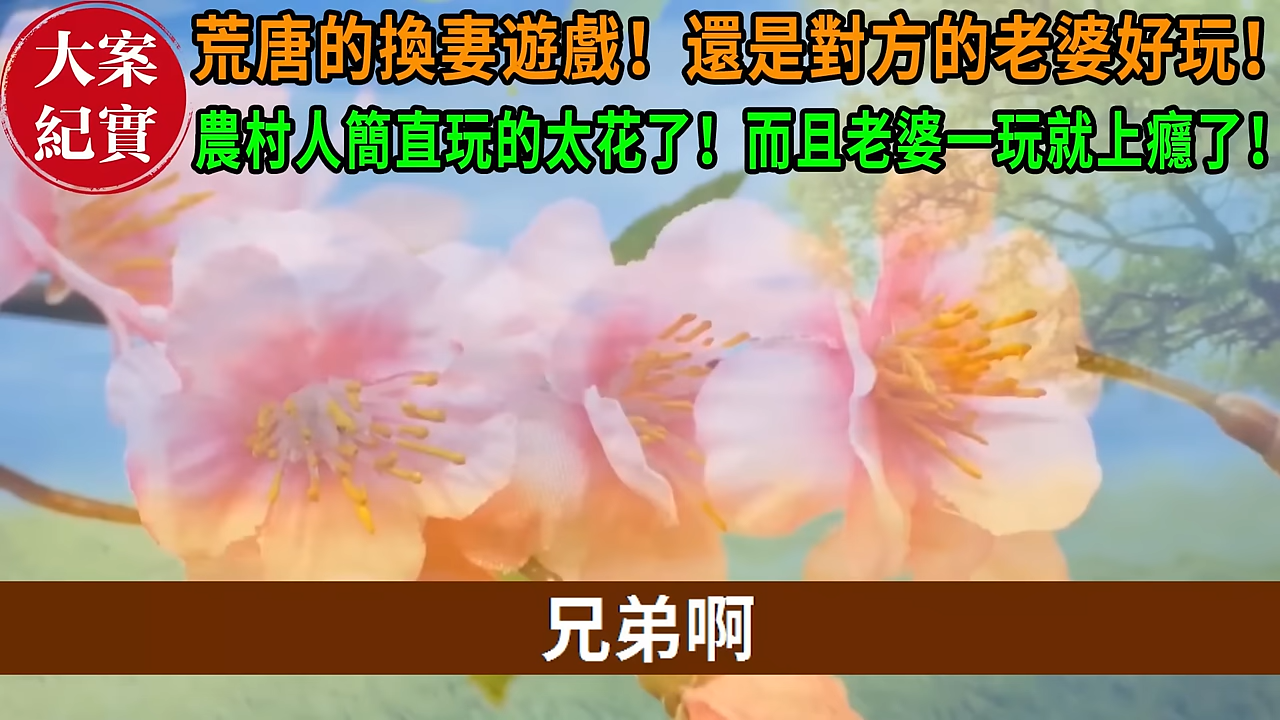 大案
紀實
荒唐的換妻遊戲！還是對方的老婆好玩！
農村人簡直玩的太花了！而且老婆一玩就上癮了！
兄弟啊